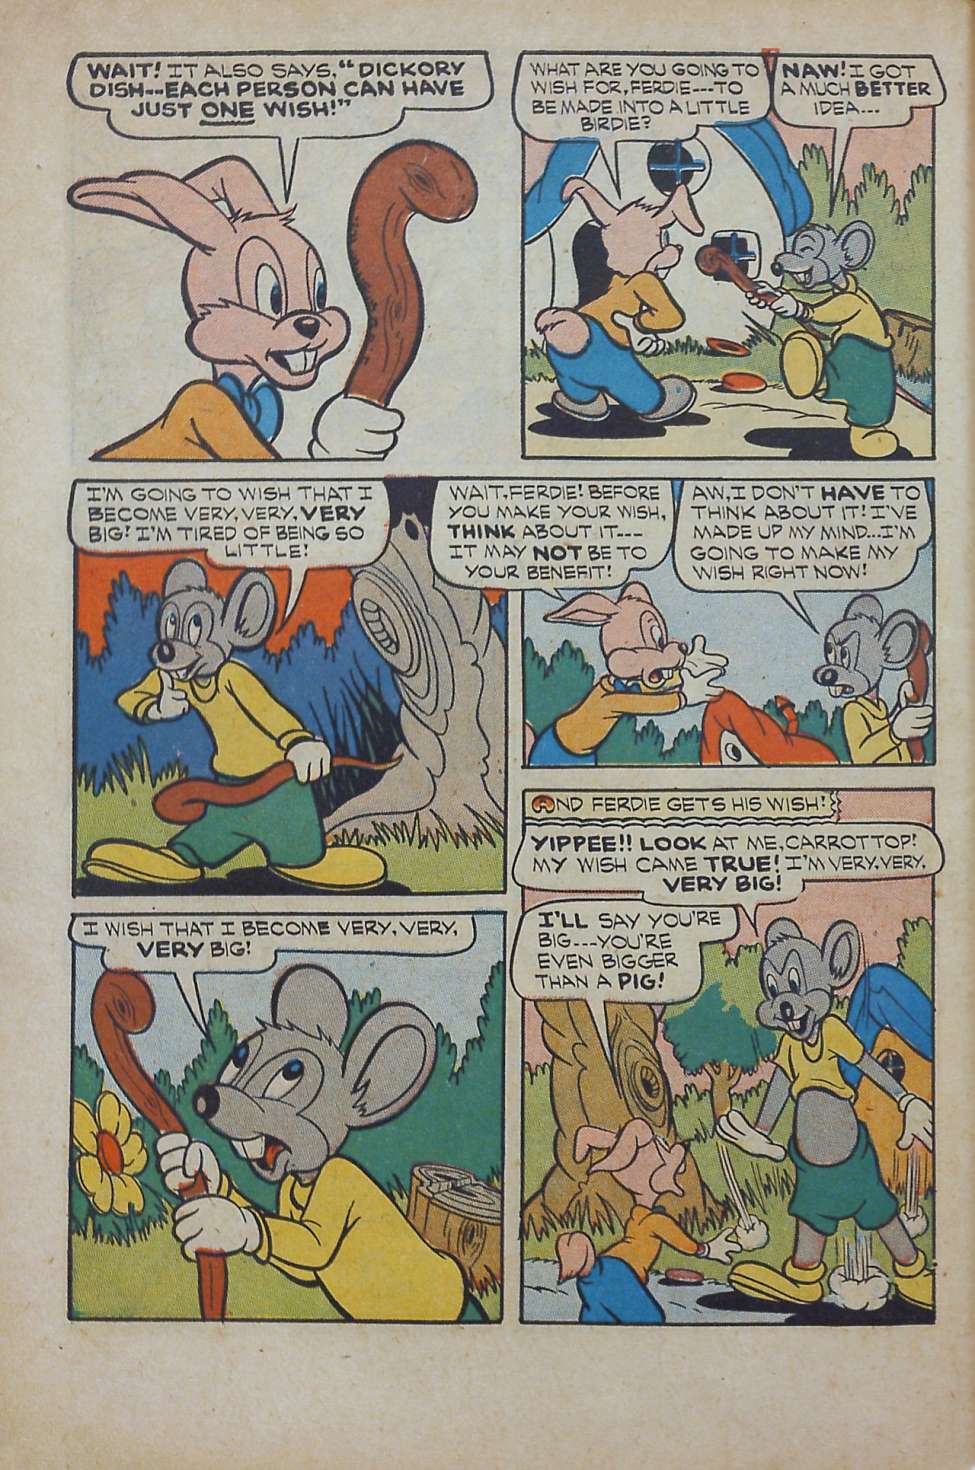 WAIT! IT ALSO SAYS, "DICKORY
DISH--EACH PERSON CAN HAVE
JUST ONE WISH!"
WHAT ARE YOU GOING TO
WISH FOR, FERDIE---TO
BE MADE INTO A LITTLE
BIRDIE?
NAW! I GOT
A MUCH BETTER
IDEA...
I'M GOING TO WISH THAT I
BECOME VERY, VERY, VERY
BIG! I'M TIRED OF BEING SO
LITTLE!
WAIT, FERDIE! BEFORE
YOU MAKE YOUR WISH,
THINK ABOUT IT---
IT MAY NOT BE TO
YOUR BENEFIT!
AW, I DON'T HAVE TO
THINK ABOUT IT! I'VE
MADE UP MY MIND...I'M
GOING TO MAKE MY
WISH RIGHT NOW!
I WISH THAT I BECOME VERY, VERY,
VERY BIG!
AND FERDIE GETS HIS WISH!
YIPPEE!! LOOK AT ME, CARROTTOP!
MY WISH CAME TRUE! I'M VERY, VERY,
VERY BIG!
I'LL SAY YOU'RE
BIG---YOU'RE
EVEN BIGGER
THAN A PIG!